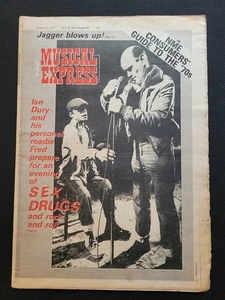 Jagger blows up!
NME
CONSUMERS'
GUIDE TO THE '70s
MUSICAL
EXPRESS
Ian
Dury
and
his
personal
roadie
Fred
prepare
for an
evening
of
SEX
DRUGS
and rock
and roll